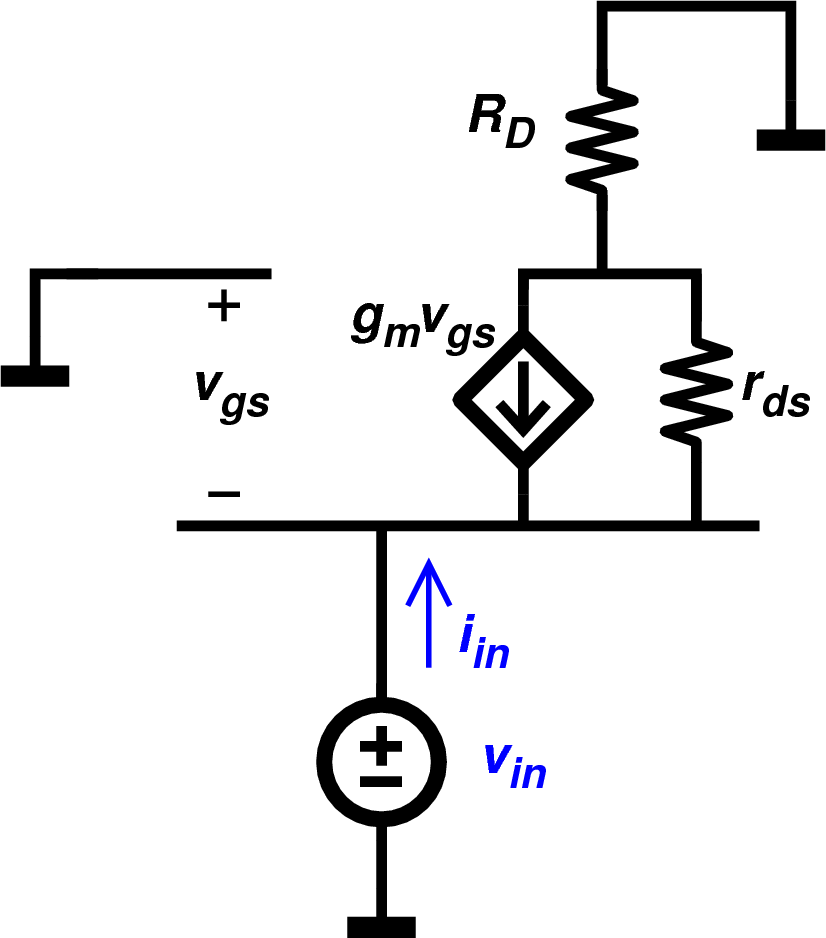 R_D
+
g_m v_gs
v_gs
r_ds
−
i_in
+
−
v_in